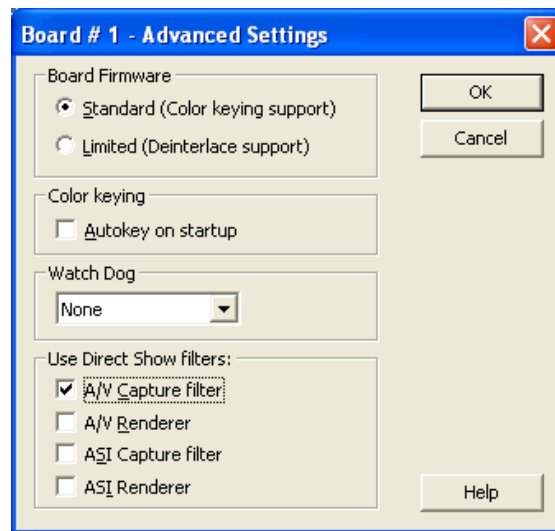 Board # 1 - Advanced Settings
Board Firmware
Standard (Color keying support)
Limited (Deinterlace support)
OK
Cancel
Color keying
Autokey on startup
Watch Dog
None
Use Direct Show filters:
A/V Capture filter
A/V Renderer
ASI Capture filter
ASI Renderer
Help